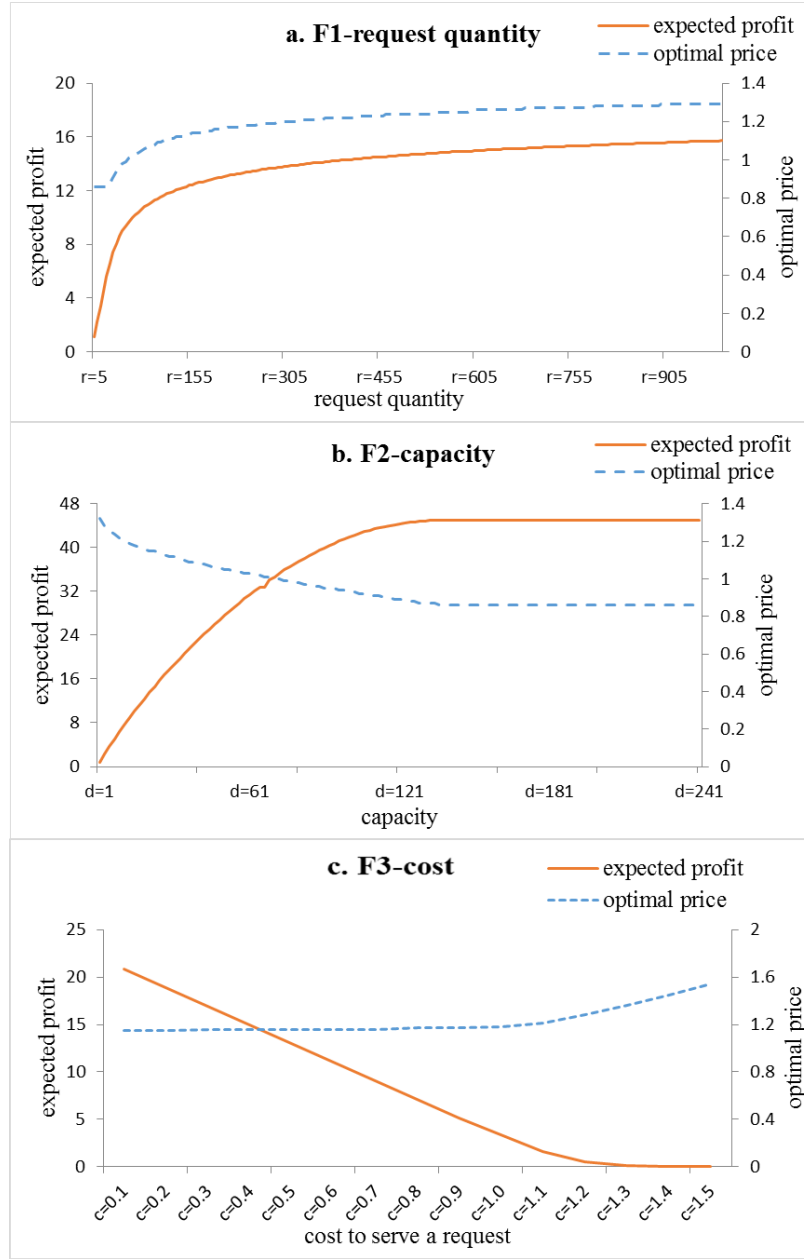 a. F1-request quantity
expected profit
optimal price
20
16
12
8
4
0
expected profit
1.4
1.2
1
0.8
0.6
0.4
0.2
0
optimal price
r=5 r=155 r=305 r=455 r=605 r=755 r=905
request quantity
b. F2-capacity
expected profit
optimal price
48
40
32
24
16
8
0
expected profit
1.4
1.2
1
0.8
0.6
0.4
0.2
0
optimal price
d=1 d=61 d=121 d=181 d=241
capacity
c. F3-cost
expected profit
optimal price
25
20
15
10
5
0
expected profit
2
1.6
1.2
0.8
0.4
0
optimal price
c=0.1 c=0.2 c=0.3 c=0.4 c=0.5 c=0.6 c=0.7 c=0.8 c=0.9 c=1.0 c=1.1 c=1.2 c=1.3 c=1.4 c=1.5
cost to serve a request